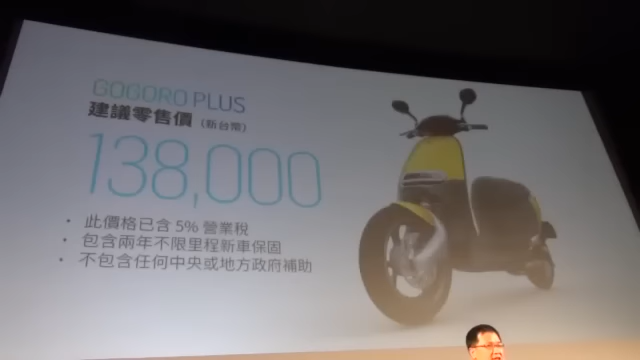 GOGORO PLUS
建議零售價 (新台幣)
138,000
· 此價格已含 5% 營業稅
· 包含兩年不限里程新車保固
· 不包含任何中央或地方政府補助